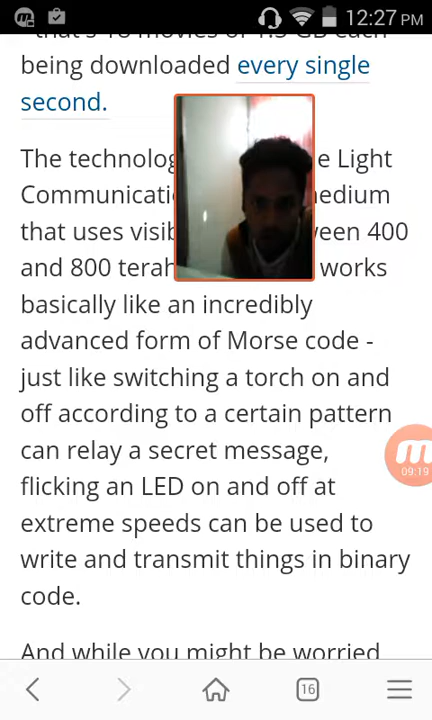 12:27 PM
being downloaded every single
second.
The technolog e Light
Communicati edium
that uses visib een 400
and 800 terah works
basically like an incredibly
advanced form of Morse code -
just like switching a torch on and
off according to a certain pattern
can relay a secret message,
flicking an LED on and off at
extreme speeds can be used to
write and transmit things in binary
code.
And while you might be worried
09:19
16